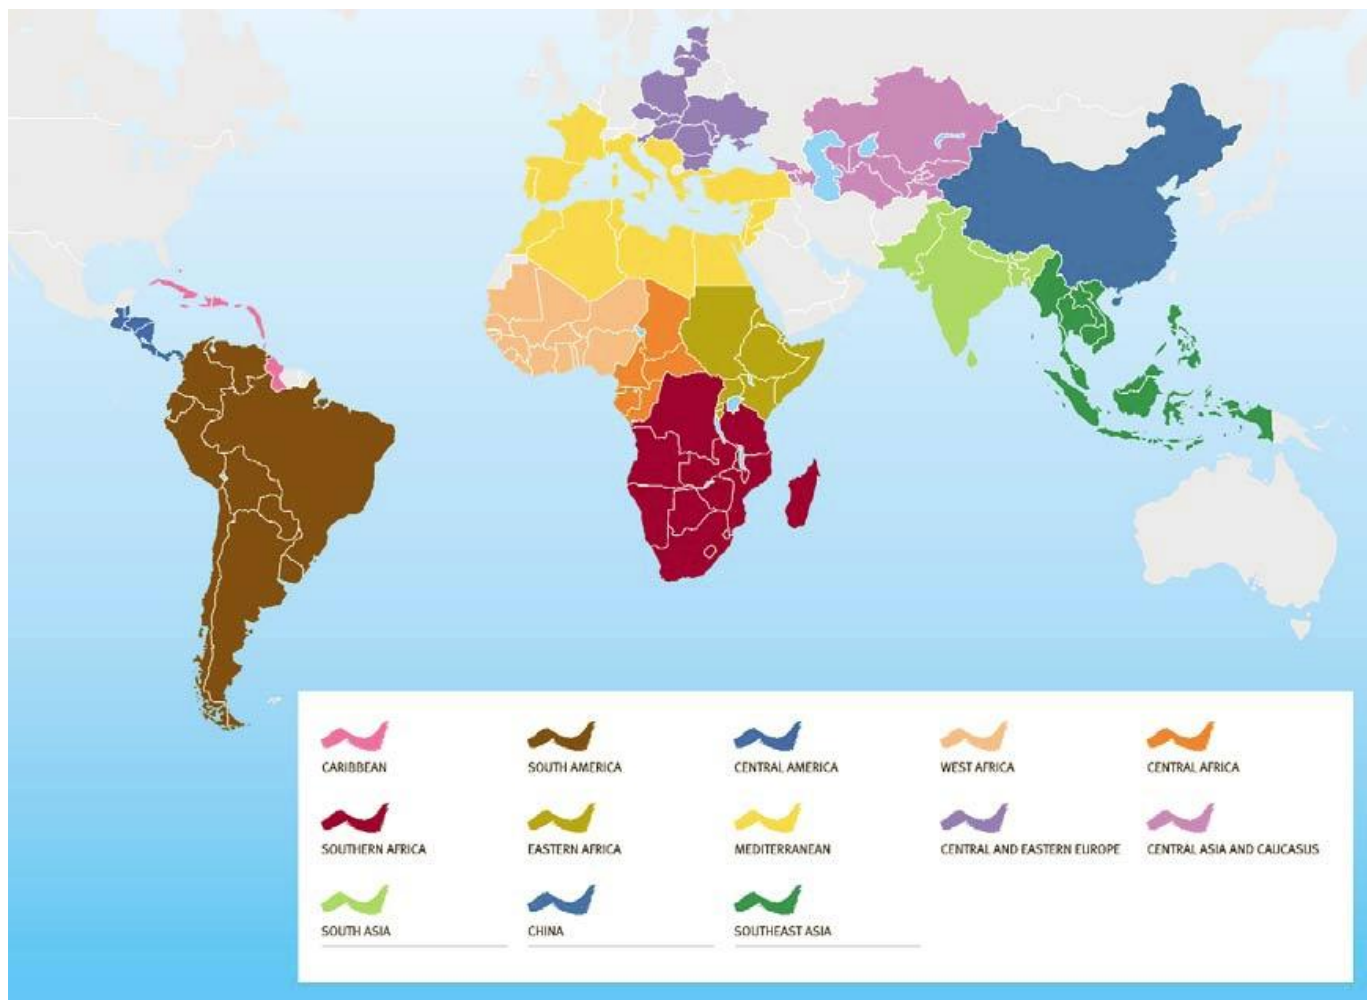 CARIBBEAN
SOUTH AMERICA
CENTRAL AMERICA
WEST AFRICA
CENTRAL AFRICA
SOUTHERN AFRICA
EASTERN AFRICA
MEDITERRANEAN
CENTRAL AND EASTERN EUROPE
CENTRAL ASIA AND CAUCASUS
SOUTH ASIA
CHINA
SOUTHEAST ASIA